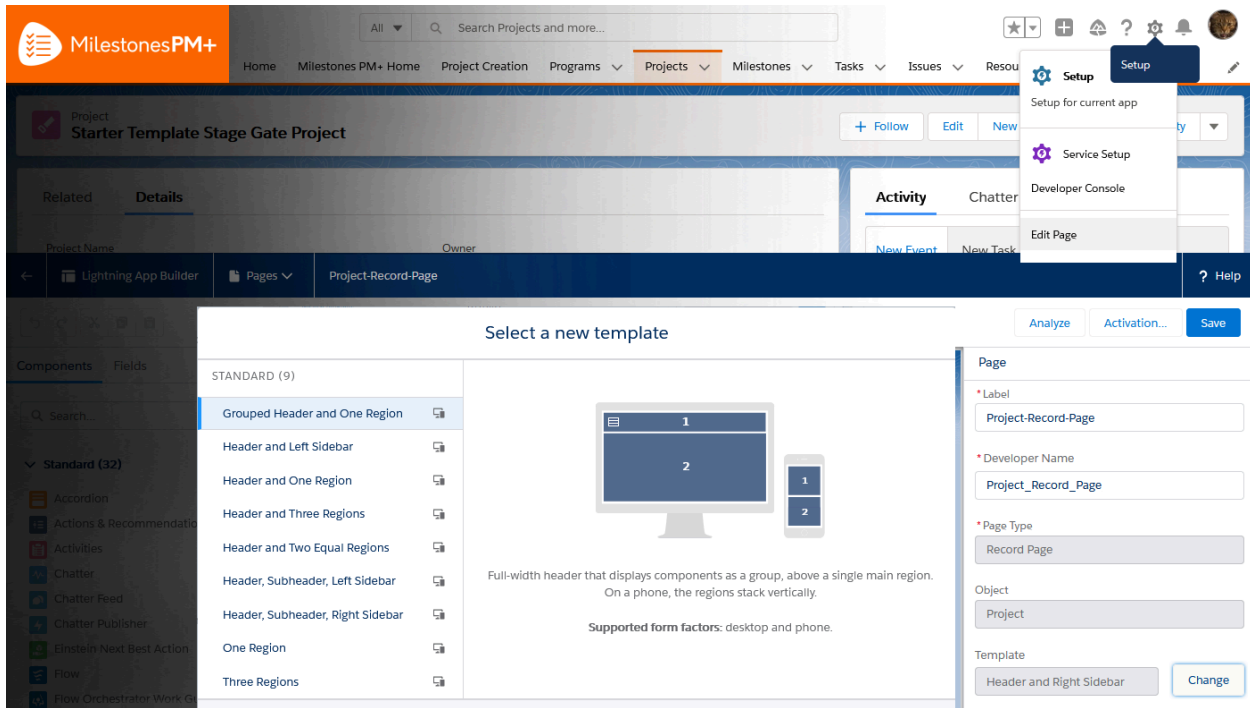 MilestonesPM+
All
Search Projects and more...
Home
Milestones PM+ Home
Project Creation
Programs
Projects
Milestones
Tasks
Issues
Resou
Setup
Setup
Setup for current app
Service Setup
Developer Console
Edit Page
Project
Starter Template Stage Gate Project
+ Follow
Edit
New
ty
Related
Details
Activity
Chatter
Project Name
Owner
New Event
New Task
Lightning App Builder
Pages
Project-Record-Page
? Help
Analyze
Activation...
Save
Components
Fields
Search...
Standard (32)
Accordion
Actions & Recommendatio
Activities
Chatter
Chatter Feed
Chatter Publisher
Einstein Next Best Action
Flow
Flow Orchestrator Work Gu
Select a new template
STANDARD (9)
Grouped Header and One Region
Header and Left Sidebar
Header and One Region
Header and Three Regions
Header and Two Equal Regions
Header, Subheader, Left Sidebar
Header, Subheader, Right Sidebar
One Region
Three Regions
1
2
1
2
Full-width header that displays components as a group, above a single main region.
On a phone, the regions stack vertically.
Supported form factors: desktop and phone.
Page
*Label
Project-Record-Page
*Developer Name
Project_Record_Page
*Page Type
Record Page
Object
Project
Template
Header and Right Sidebar
Change